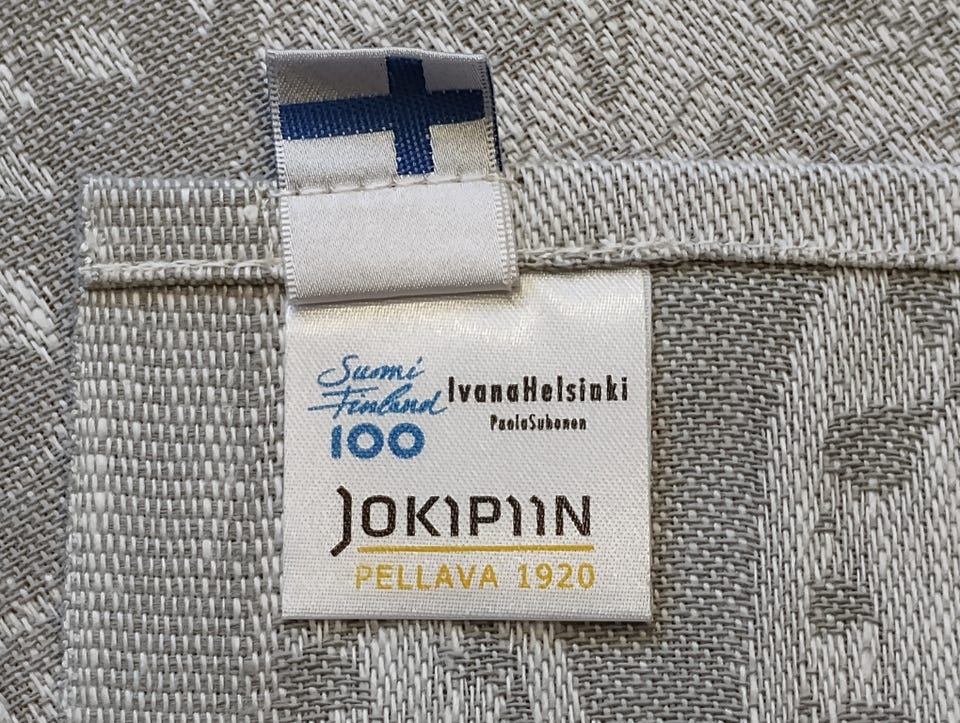 Suomi
Finland
100
IvanaHelsinki
PaolaSuhonen
JOKIPIIN
PELLAVA 1920